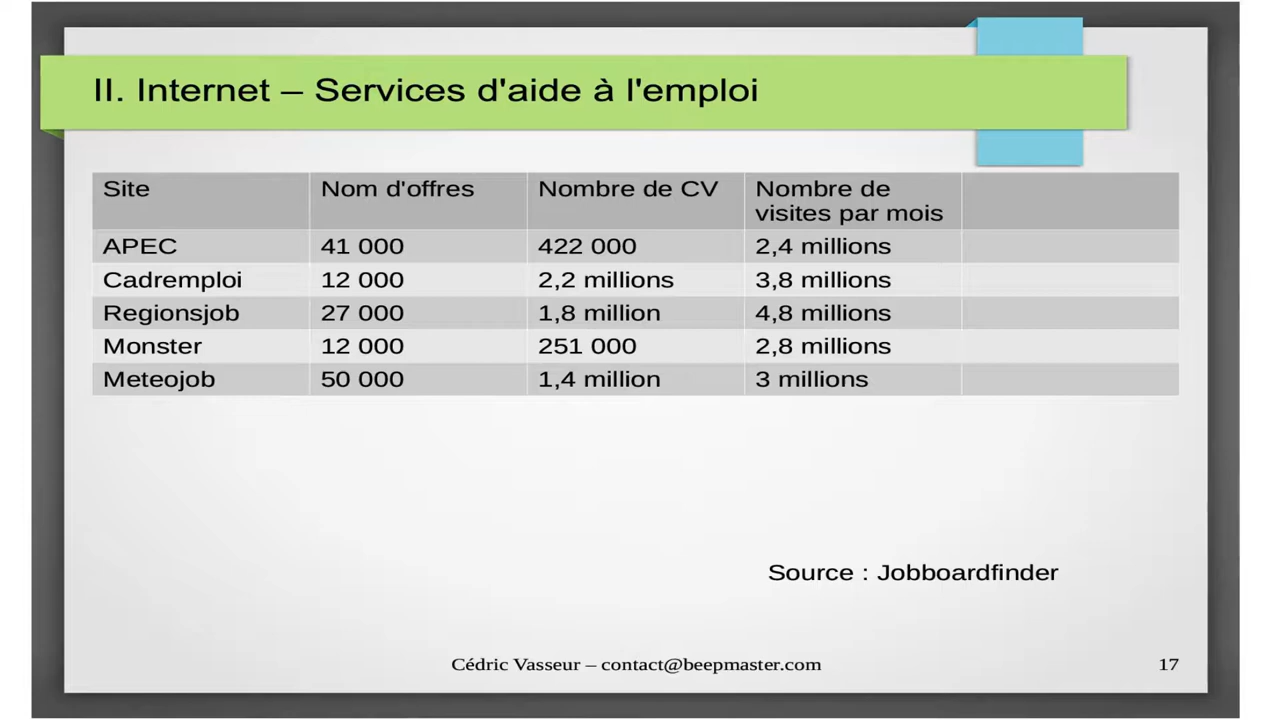 II. Internet – Services d'aide à l'emploi
Site Nom d'offres Nombre de CV Nombre de visites par mois
APEC 41 000 422 000 2,4 millions
Cadremploi 12 000 2,2 millions 3,8 millions
Regionsjob 27 000 1,8 million 4,8 millions
Monster 12 000 251 000 2,8 millions
Meteojob 50 000 1,4 million 3 millions
Source : Jobboardfinder
Cédric Vasseur – contact@beepmaster.com 17